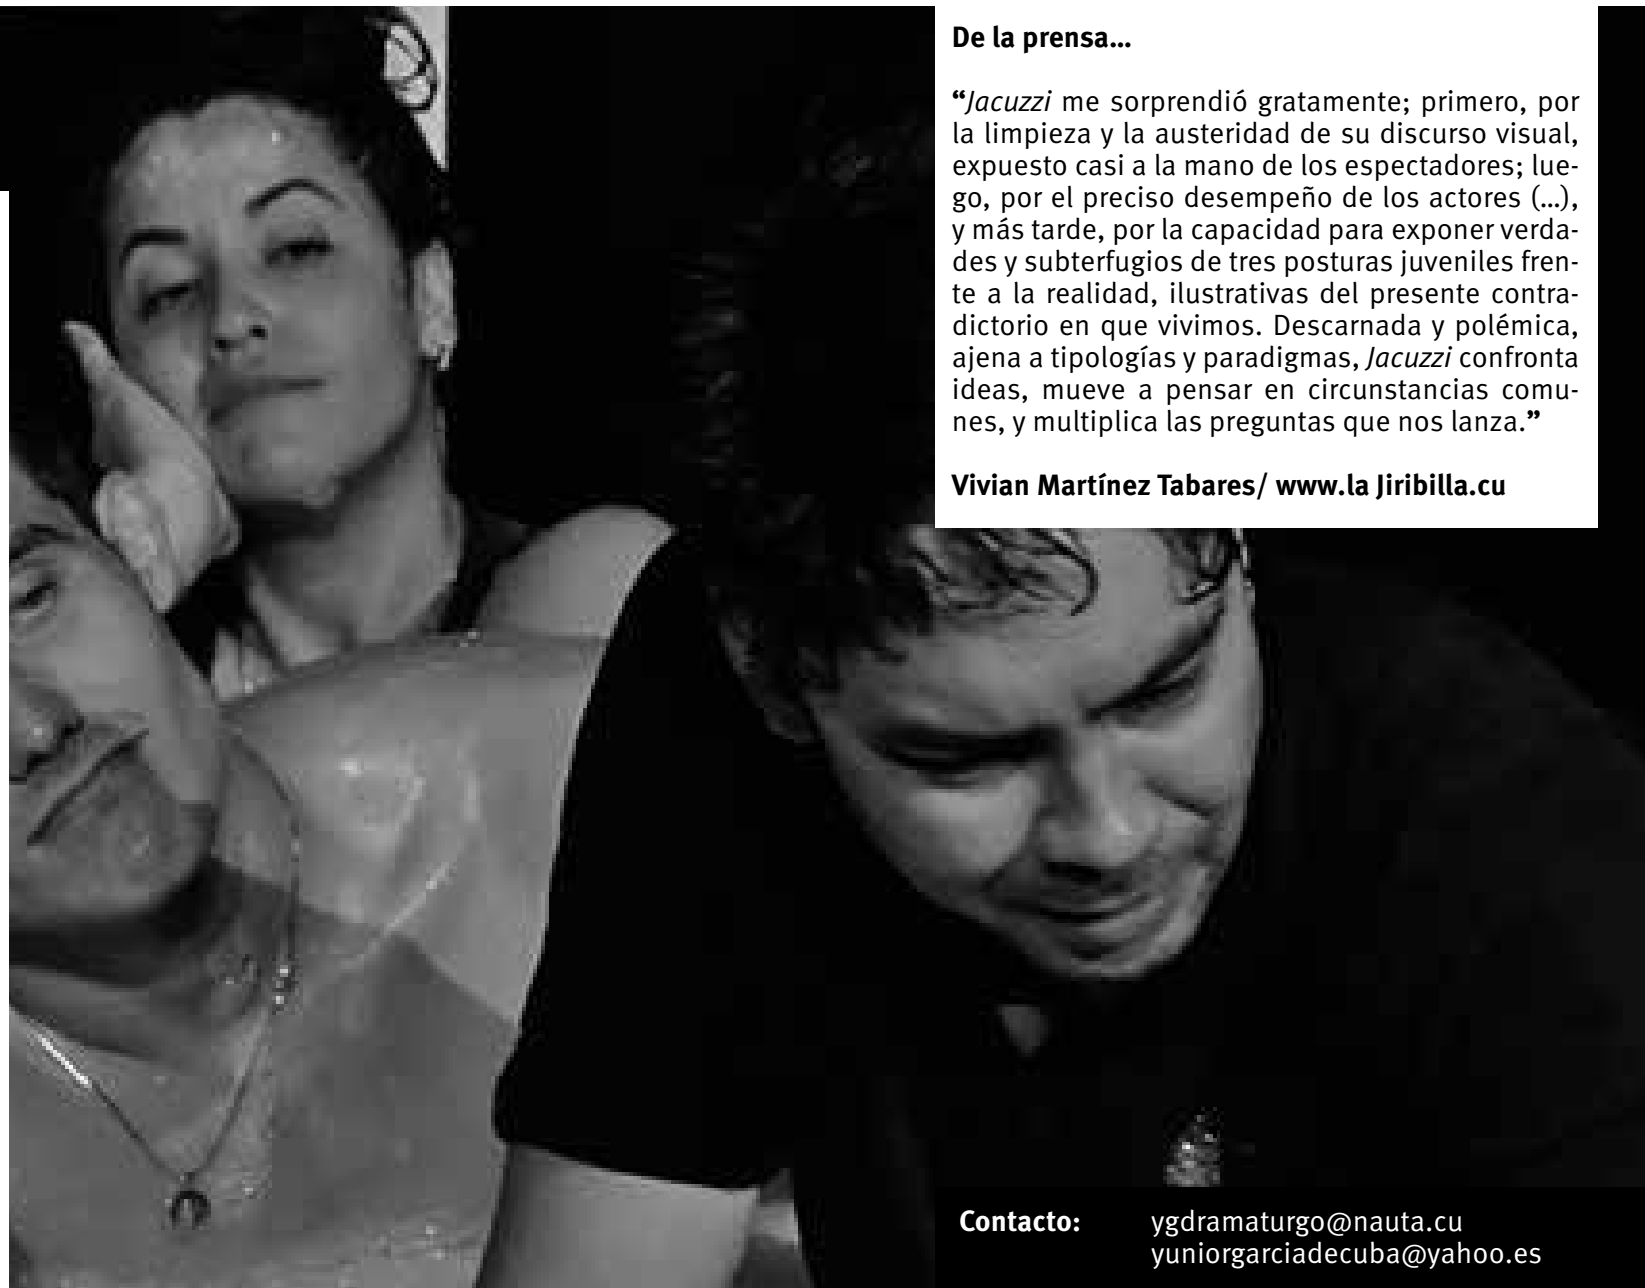 De la prensa...
“Jacuzzi me sorprendió gratamente; primero, por
la limpieza y la austeridad de su discurso visual,
expuesto casi a la mano de los espectadores; lue-
go, por el preciso desempeño de los actores (...),
y más tarde, por la capacidad para exponer verda-
des y subterfugios de tres posturas juveniles fren-
te a la realidad, ilustrativas del presente contra-
dictorio en que vivimos. Descarnada y polémica,
ajena a tipologías y paradigmas, Jacuzzi confronta
ideas, mueve a pensar en circunstancias comu-
nes, y multiplica las preguntas que nos lanza.”
Vivian Martínez Tabares/ www.la Jiribilla.cu
Contacto: ygdramaturgo@nauta.cu
yuniorgarciadecuba@yahoo.es